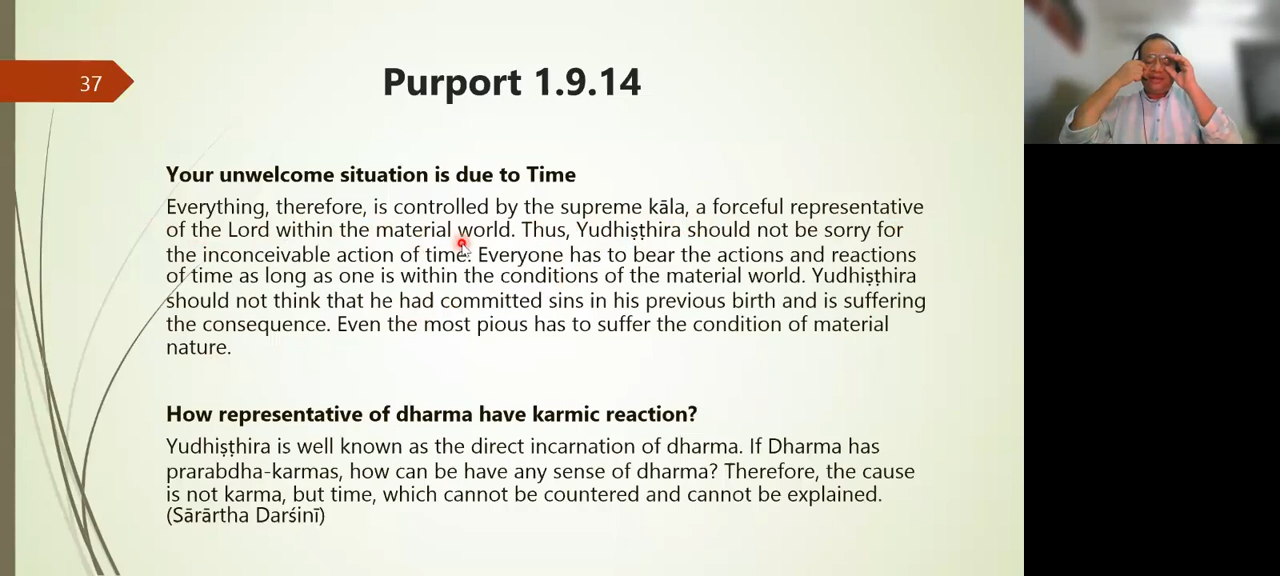 37
Purport 1.9.14
Your unwelcome situation is due to Time
Everything, therefore, is controlled by the supreme kāla, a forceful representative
of the Lord within the material world. Thus, Yudhiṣṭhira should not be sorry for
the inconceivable action of time. Everyone has to bear the actions and reactions
of time as long as one is within the conditions of the material world. Yudhiṣṭhira
should not think that he had committed sins in his previous birth and is suffering
the consequence. Even the most pious has to suffer the condition of material
nature.
How representative of dharma have karmic reaction?
Yudhiṣṭhira is well known as the direct incarnation of dharma. If Dharma has
prarabdha-karmas, how can be have any sense of dharma? Therefore, the cause
is not karma, but time, which cannot be countered and cannot be explained.
(Sārārtha Darśinī)